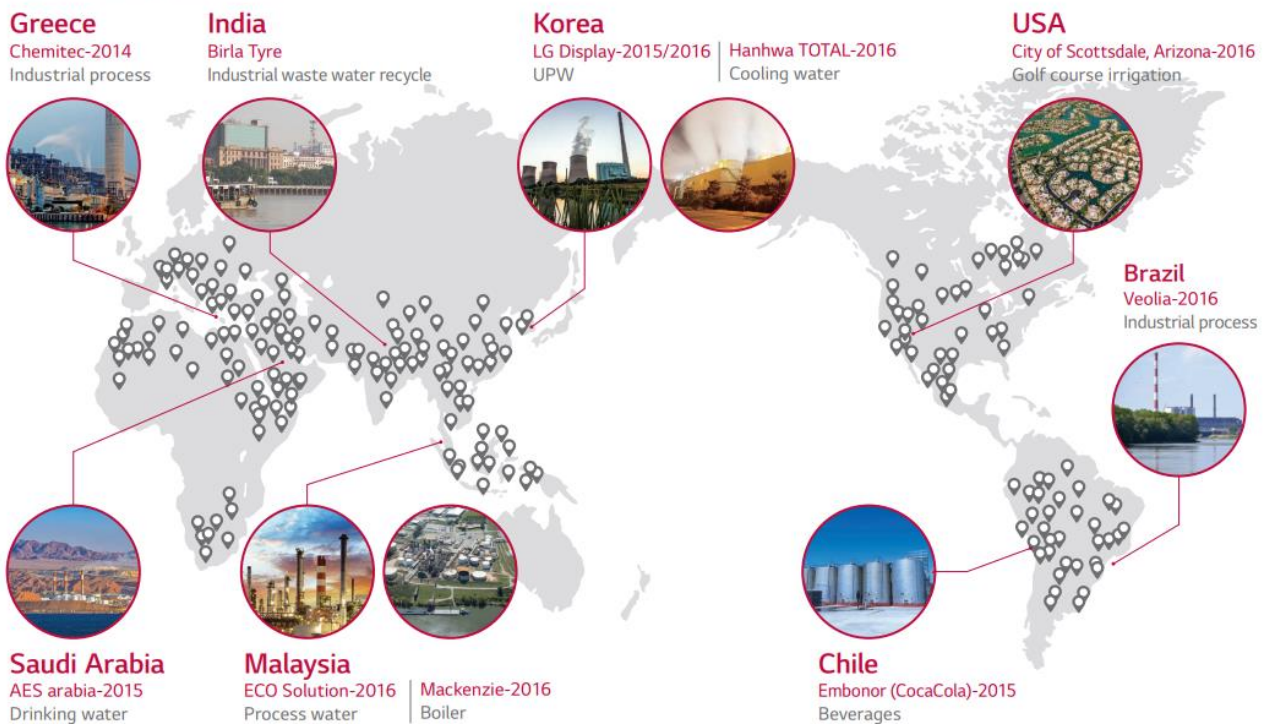 Greece
Chemitec-2014
Industrial process
India
Birla Tyre
Industrial waste water recycle
Korea
LG Display-2015/2016
UPW
Hanhwa TOTAL-2016
Cooling water
USA
City of Scottsdale, Arizona-2016
Golf course irrigation
Brazil
Veolia-2016
Industrial process
Saudi Arabia
AES arabia-2015
Drinking water
Malaysia
ECO Solution-2016
Process water
Mackenzie-2016
Boiler
Chile
Embonor (CocaCola)-2015
Beverages